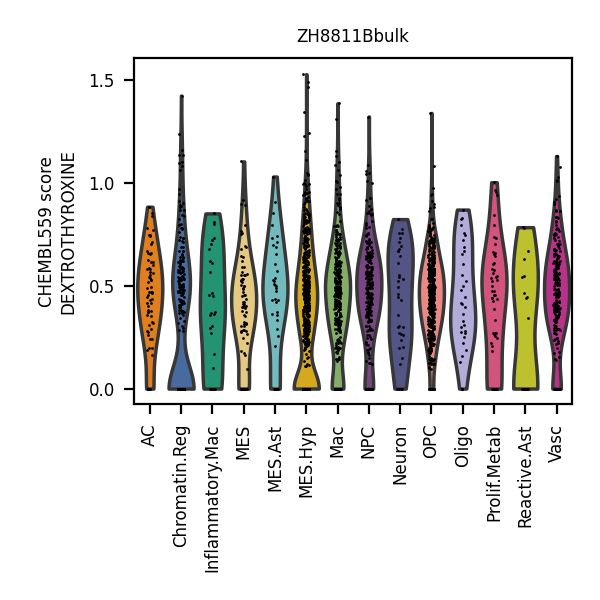 ZH8811Bbulk
CHEMBL559 score
DEXTROTHYROXINE
1.5
1.0
0.5
0.0
AC
Chromatin.Reg
Inflammatory.Mac
MES
MES.Ast
MES.Hyp
Mac
NPC
Neuron
OPC
Oligo
Prolif.Metab
Reactive.Ast
Vasc